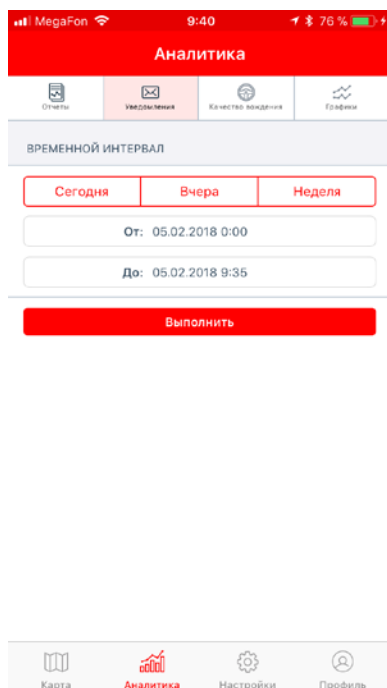 MegaFon 9:40 76 %
Аналитика
Отчеты Уведомления Качество вождения Графики
ВРЕМЕННОЙ ИНТЕРВАЛ
Сегодня Вчера Неделя
От: 05.02.2018 0:00
До: 05.02.2018 9:35
Выполнить
Карта Аналитика Настройки Профиль